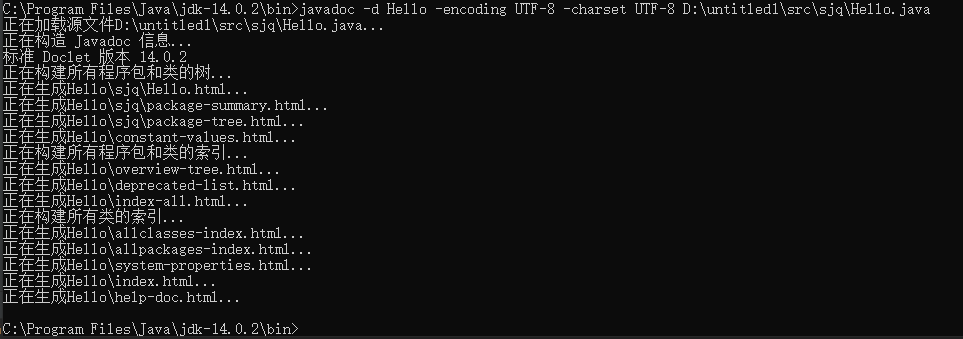 C:\Program Files\Java\jdk-14.0.2\bin>javadoc -d Hello -encoding UTF-8 -charset UTF-8 D:\untitled1\src\sjq\Hello.java
正在加载源文件D:\untitled1\src\sjq\Hello.java...
正在构造 Javadoc 信息...
标准 Doclet 版本 14.0.2
正在构建所有程序包和类的树...
正在生成Hello\sjq\Hello.html...
正在生成Hello\sjq\package-summary.html...
正在生成Hello\sjq\package-tree.html...
正在生成Hello\constant-values.html...
正在构建所有程序包和类的索引...
正在生成Hello\overview-tree.html...
正在生成Hello\deprecated-list.html...
正在生成Hello\index-all.html...
正在构建所有类的索引...
正在生成Hello\allclasses-index.html...
正在生成Hello\allpackages-index.html...
正在生成Hello\system-properties.html...
正在生成Hello\index.html...
正在生成Hello\help-doc.html...
C:\Program Files\Java\jdk-14.0.2\bin>